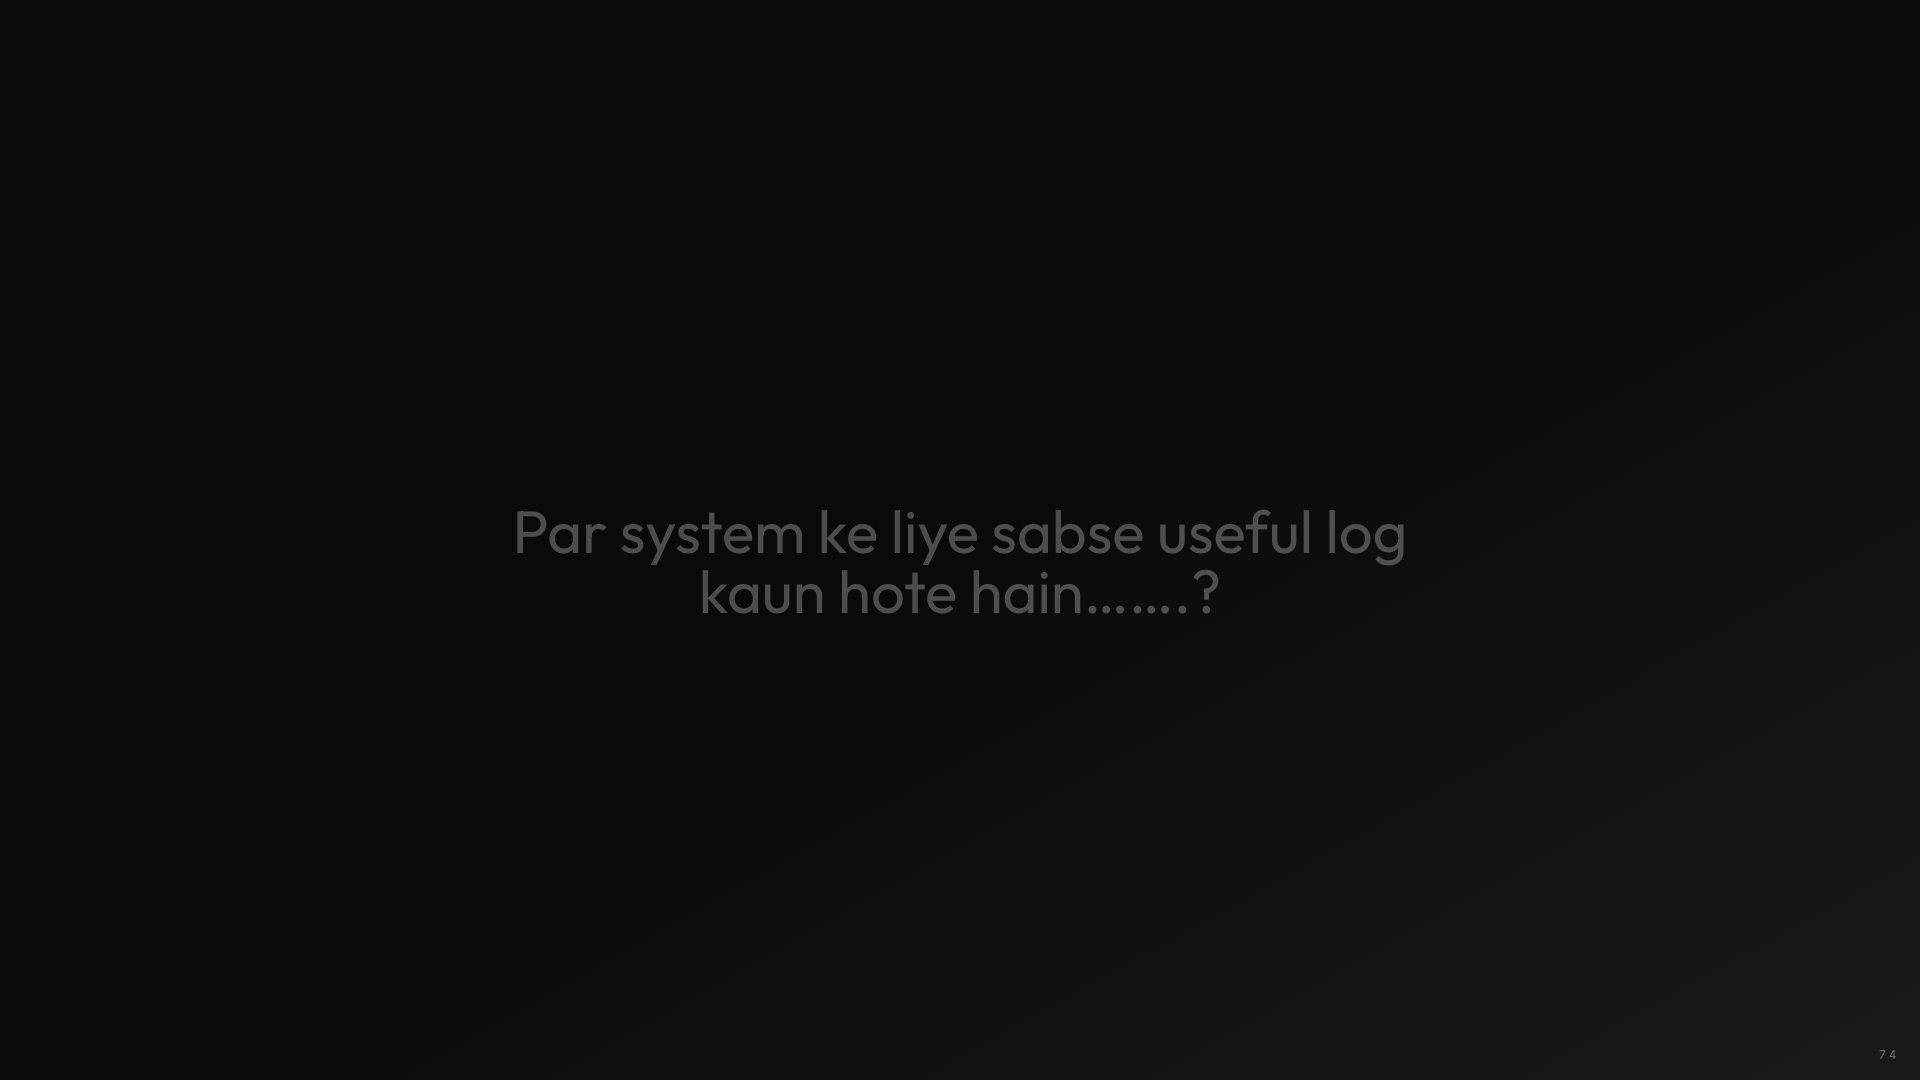 Par system ke liye sabse useful log
kaun hote hain…….?
74